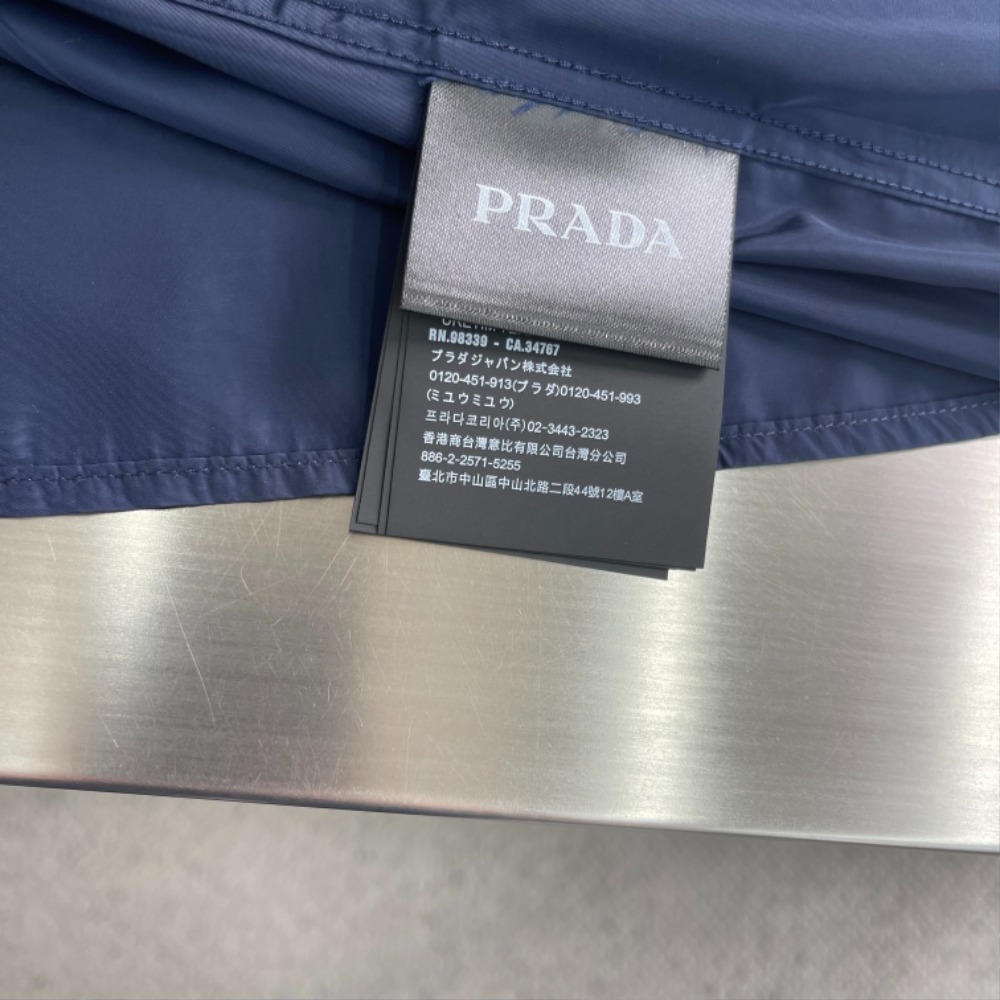 PRADA
RN.98339 - CA.34767
プラダジャパン株式会社
0120-451-913(プラダ)0120-451-993
(ミュウミュウ)
프라다코리아(주)02-3443-2323
香港商台灣意比有限公司台灣分公司
886-2-2571-5255
臺北市中山區中山北路二段44號12樓A室